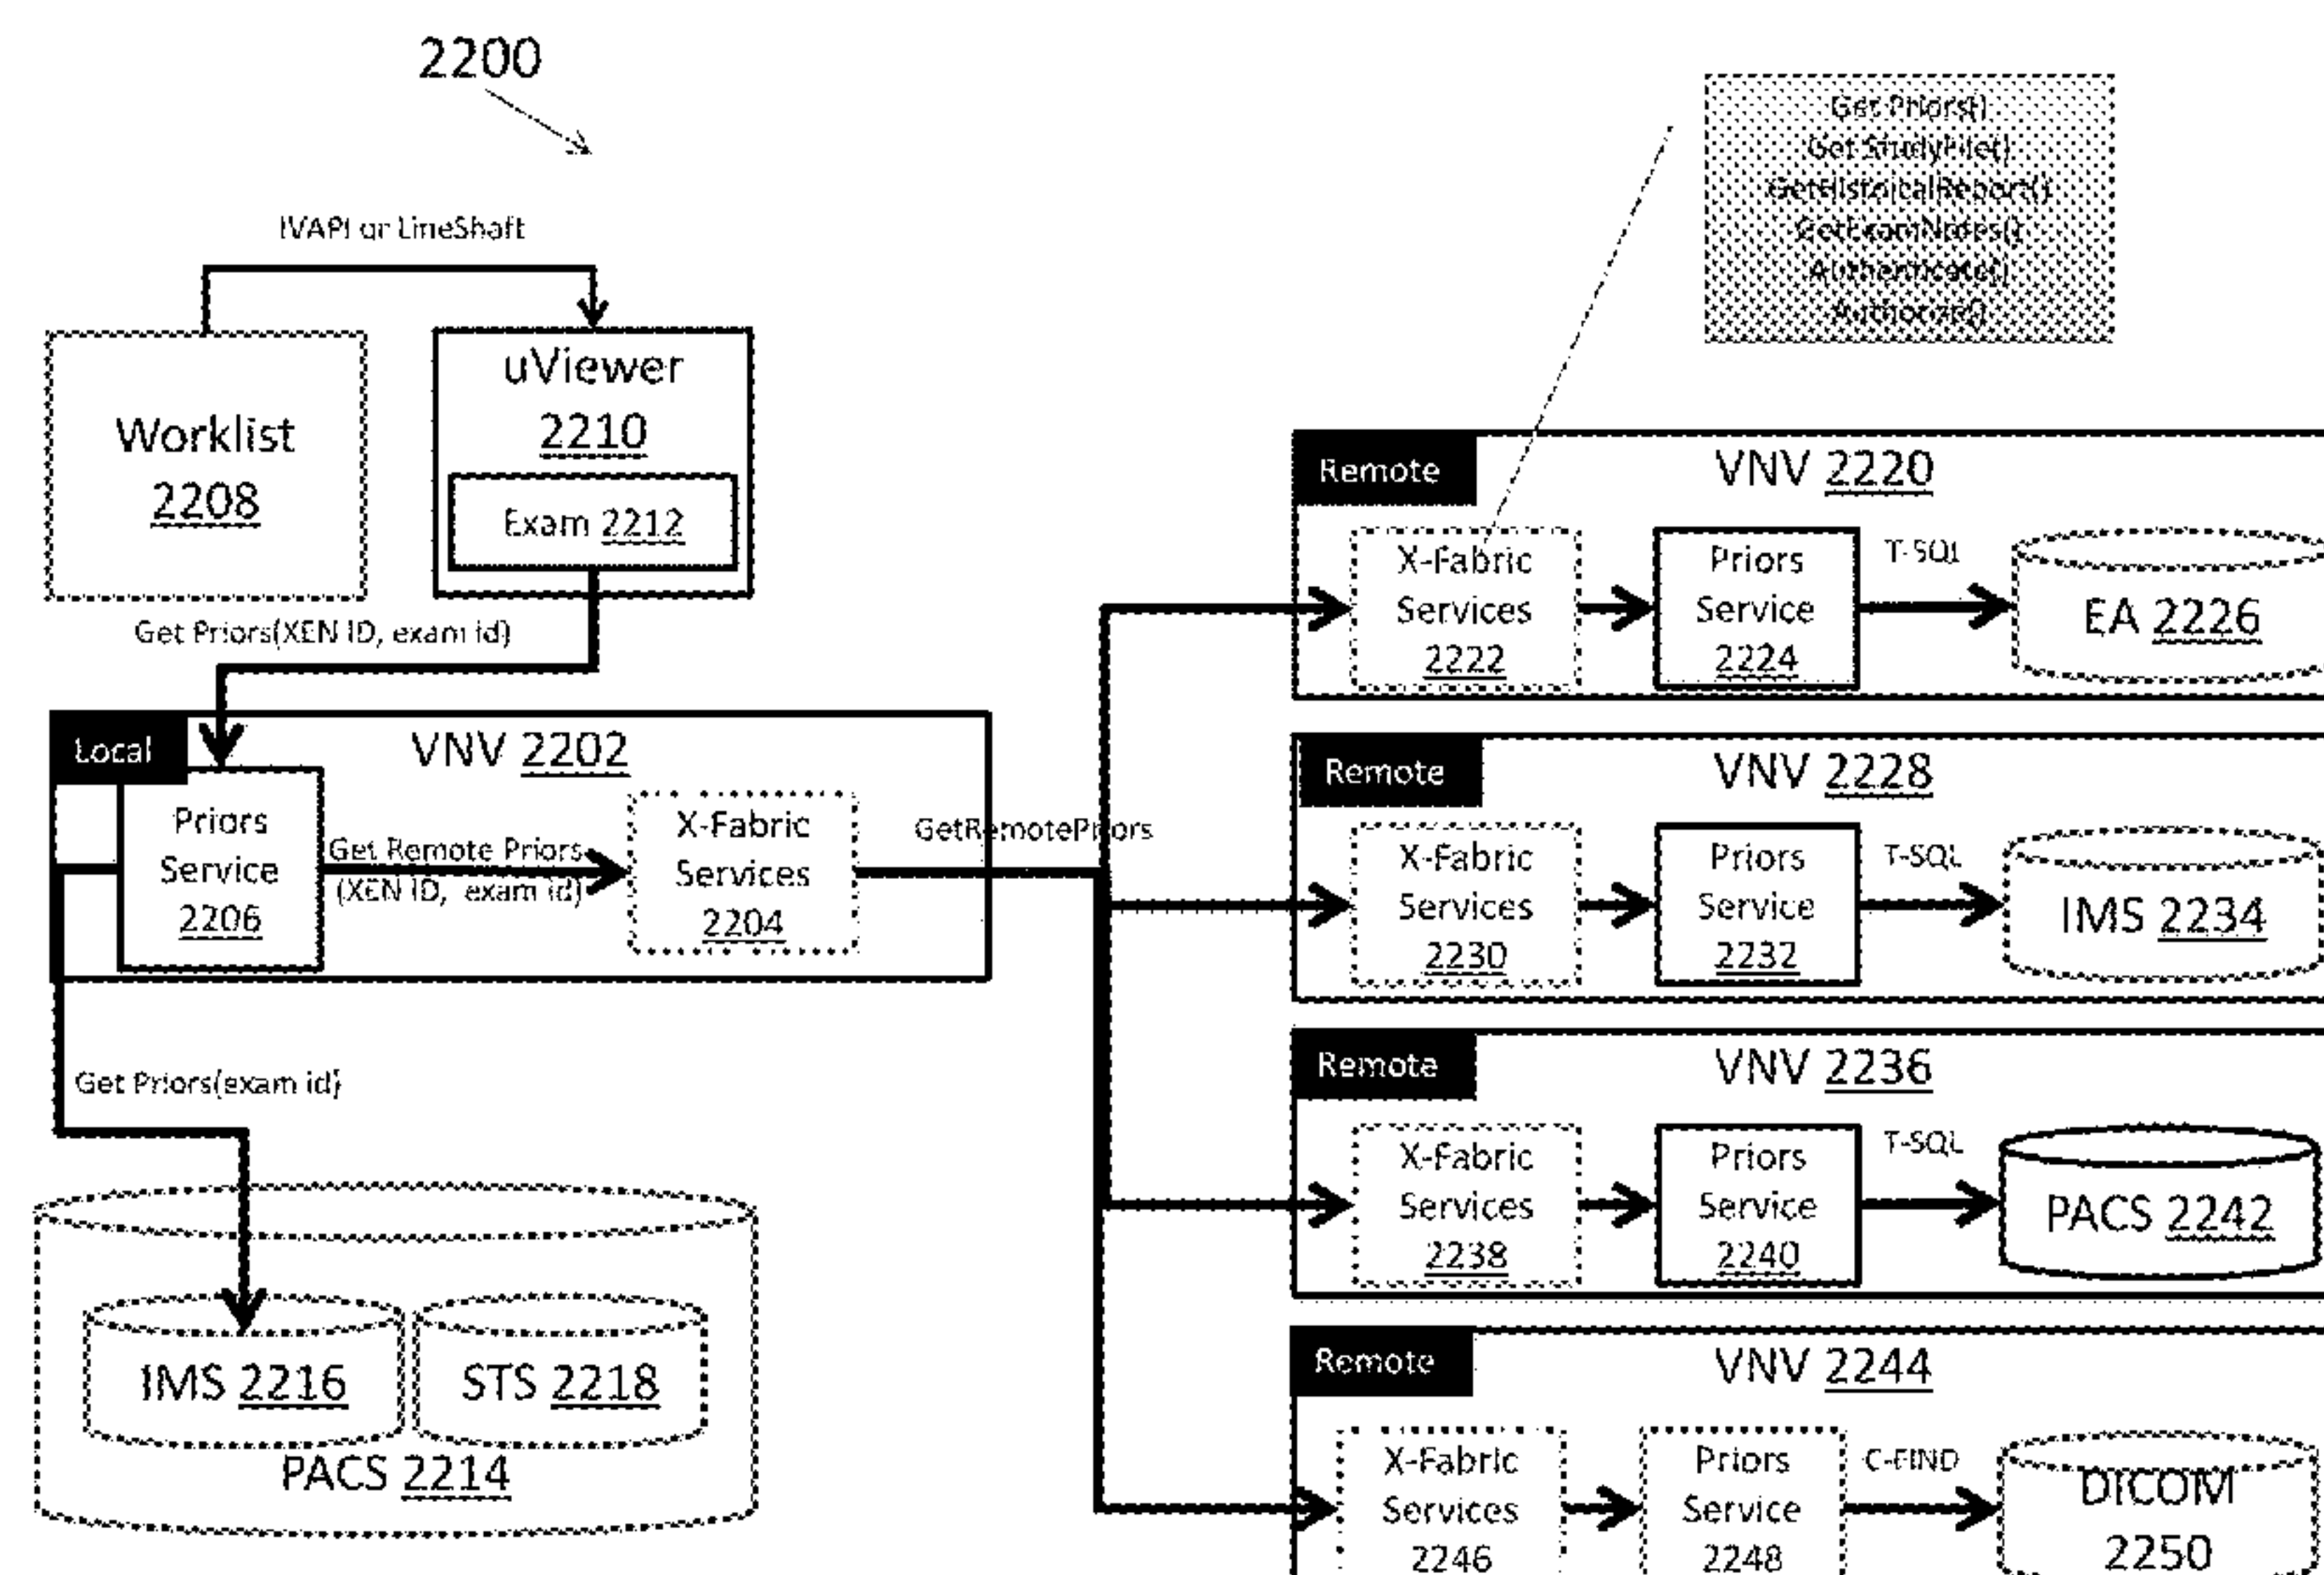 2200
Get Priors()
Get StudyFile()
GetHistoicalReport()
GetExamNotes()
Authenticate()
Authorize()
IVAPI or LineShaft
Worklist
2208
uViewer
2210
Exam 2212
Get Priors(XEN ID, exam id)
Local
VNV 2202
Priors
Service
2206
Get Remote Priors
(XEN ID, exam id)
X-Fabric
Services
2204
GetRemotePriors
Get Priors(exam id)
IMS 2216
STS 2218
PACS 2214
Remote
VNV 2220
X-Fabric
Services
2222
Priors
Service
2224
T-SQL
EA 2226
Remote
VNV 2228
X-Fabric
Services
2230
Priors
Service
2232
T-SQL
IMS 2234
Remote
VNV 2236
X-Fabric
Services
2238
Priors
Service
2240
T-SQL
PACS 2242
Remote
VNV 2244
X-Fabric
Services
2246
Priors
Service
2248
C-FIND
DICOM
2250